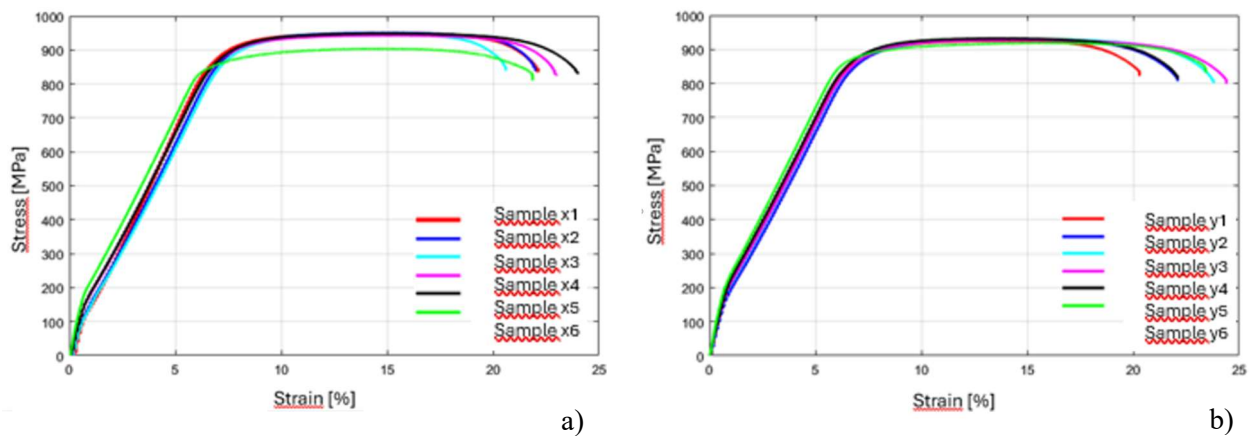 1000
900
800
700
600
500
400
300
200
100
0
Stress [MPa]
Sample x1
Sample x2
Sample x3
Sample x4
Sample x5
Sample x6
0 5 10 15 20 25
Strain [%]
a)
1000
900
800
700
600
500
400
300
200
100
0
Stress [MPa]
Sample y1
Sample y2
Sample y3
Sample y4
Sample y5
Sample y6
0 5 10 15 20 25
Strain [%]
b)